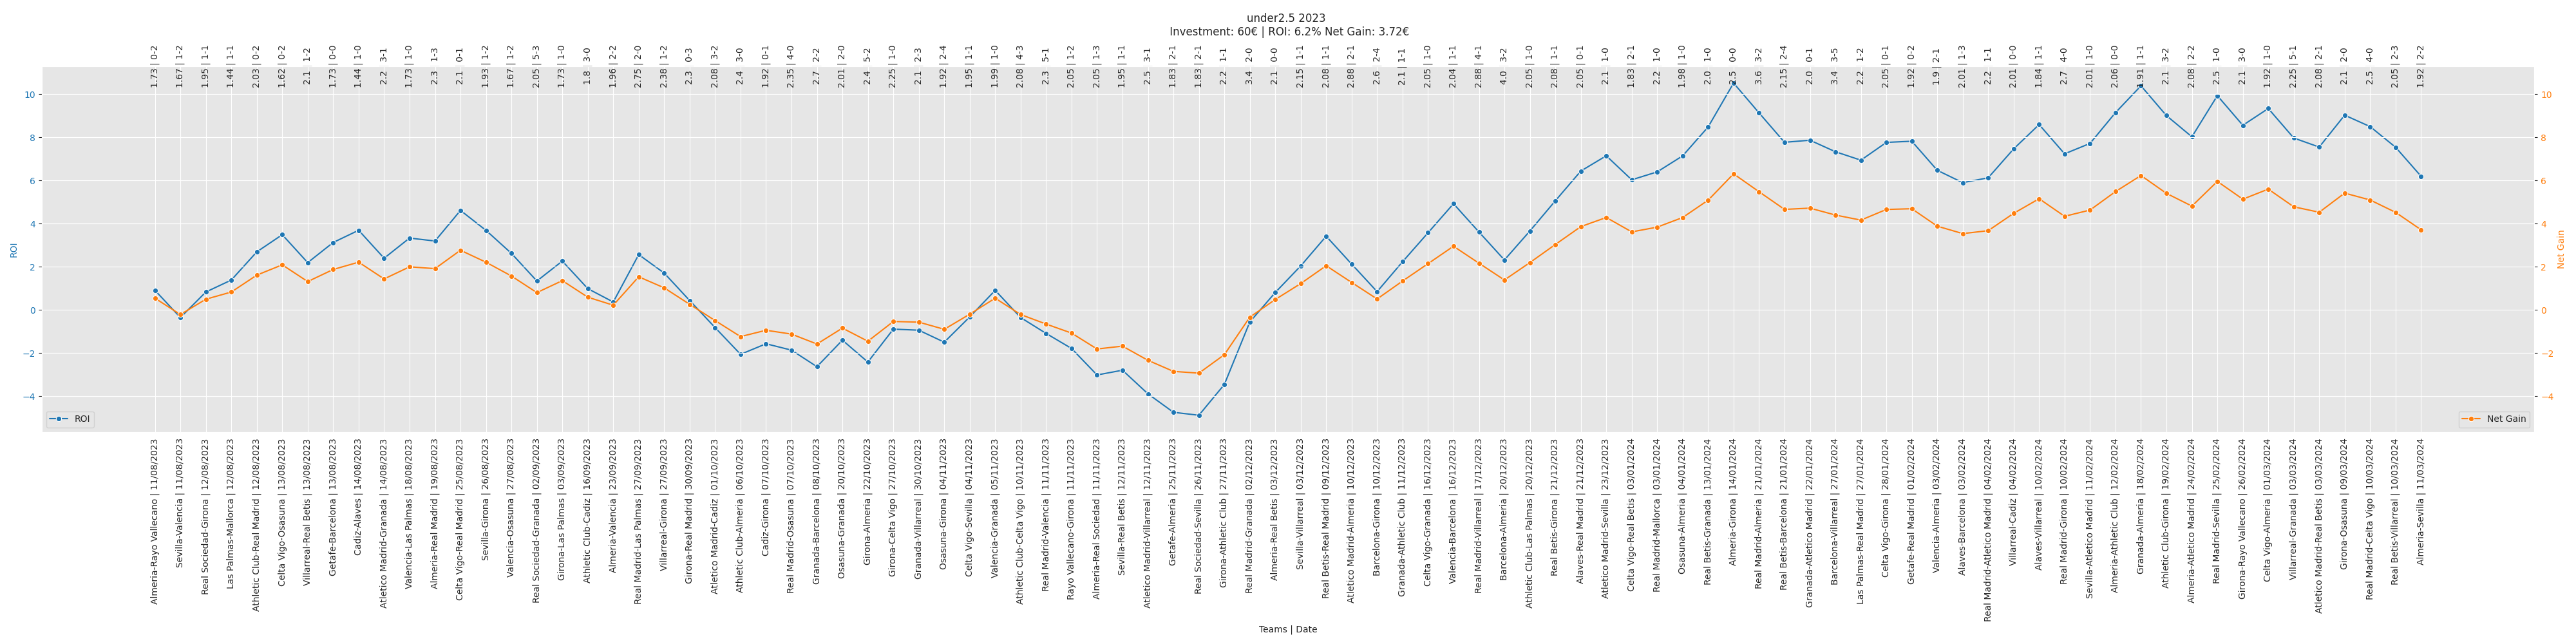 under2.5 2023
Investment: 60€ | ROI: 6.2% Net Gain: 3.72€
1.73 | 0-2
1.67 | 1-2
1.95 | 1-1
1.44 | 1-1
2.03 | 0-2
1.62 | 0-2
2.1 | 1-2
1.73 | 0-0
1.44 | 1-0
2.2 | 3-1
1.73 | 1-0
2.3 | 1-3
2.1 | 0-1
1.93 | 1-2
1.67 | 1-2
2.05 | 5-3
1.73 | 1-0
1.8 | 3-0
1.96 | 2-2
2.75 | 2-0
2.38 | 1-2
2.3 | 0-3
2.08 | 3-2
2.4 | 3-0
1.92 | 0-1
2.35 | 4-0
2.7 | 2-2
2.01 | 2-0
2.4 | 5-2
2.25 | 1-0
2.1 | 2-3
1.92 | 2-4
1.95 | 1-1
1.99 | 1-0
2.08 | 4-3
2.3 | 5-1
2.05 | 1-2
2.05 | 1-3
1.95 | 1-1
2.5 | 3-1
1.83 | 2-1
1.83 | 2-1
2.2 | 1-1
3.4 | 2-0
2.1 | 0-0
2.15 | 1-1
2.08 | 1-1
2.88 | 2-1
2.6 | 2-4
2.1 | 1-1
2.05 | 1-0
2.04 | 1-1
2.88 | 4-1
4.0 | 3-2
2.05 | 1-0
2.08 | 1-1
2.05 | 0-1
2.1 | 1-0
1.83 | 2-1
2.2 | 1-0
1.98 | 1-0
2.0 | 1-0
2.5 | 0-0
3.6 | 3-2
2.15 | 2-4
2.0 | 0-1
3.4 | 3-5
2.2 | 1-2
2.05 | 0-1
1.92 | 0-2
1.9 | 2-1
2.01 | 1-3
2.2 | 1-1
2.01 | 0-0
1.84 | 1-1
2.7 | 4-0
2.01 | 1-0
2.06 | 0-0
1.91 | 1-1
2.1 | 3-2
2.08 | 2-2
2.5 | 1-0
2.1 | 3-0
1.92 | 1-0
2.25 | 5-1
2.08 | 2-1
2.1 | 2-0
2.5 | 4-0
2.05 | 2-3
1.92 | 2-2
ROI
10
8
6
4
2
0
−2
−4
10
8
6
4
2
0
−2
−4
Net Gain
ROI
Net Gain
Almeria-Rayo Vallecano | 11/08/2023
Sevilla-Valencia | 11/08/2023
Real Sociedad-Girona | 12/08/2023
Las Palmas-Mallorca | 12/08/2023
Athletic Club-Real Madrid | 12/08/2023
Celta Vigo-Osasuna | 13/08/2023
Villarreal-Real Betis | 13/08/2023
Getafe-Barcelona | 13/08/2023
Cadiz-Alaves | 14/08/2023
Atletico Madrid-Granada | 14/08/2023
Valencia-Las Palmas | 18/08/2023
Almeria-Real Madrid | 19/08/2023
Celta Vigo-Real Madrid | 25/08/2023
Sevilla-Girona | 26/08/2023
Valencia-Osasuna | 27/08/2023
Real Sociedad-Granada | 02/09/2023
Girona-Las Palmas | 03/09/2023
Athletic Club-Cadiz | 16/09/2023
Almeria-Valencia | 23/09/2023
Real Madrid-Las Palmas | 27/09/2023
Villarreal-Girona | 27/09/2023
Girona-Real Madrid | 30/09/2023
Atletico Madrid-Cadiz | 01/10/2023
Athletic Club-Almeria | 06/10/2023
Cadiz-Girona | 07/10/2023
Real Madrid-Osasuna | 07/10/2023
Granada-Barcelona | 08/10/2023
Osasuna-Granada | 20/10/2023
Girona-Almeria | 22/10/2023
Girona-Celta Vigo | 27/10/2023
Granada-Villarreal | 30/10/2023
Osasuna-Girona | 04/11/2023
Celta Vigo-Sevilla | 04/11/2023
Valencia-Granada | 05/11/2023
Athletic Club-Celta Vigo | 10/11/2023
Real Madrid-Valencia | 11/11/2023
Rayo Vallecano-Girona | 11/11/2023
Almeria-Real Sociedad | 11/11/2023
Sevilla-Real Betis | 12/11/2023
Atletico Madrid-Villarreal | 12/11/2023
Getafe-Almeria | 25/11/2023
Real Sociedad-Sevilla | 26/11/2023
Girona-Athletic Club | 27/11/2023
Real Madrid-Granada | 02/12/2023
Almeria-Real Betis | 03/12/2023
Sevilla-Villarreal | 03/12/2023
Real Betis-Real Madrid | 09/12/2023
Atletico Madrid-Almeria | 10/12/2023
Barcelona-Girona | 10/12/2023
Granada-Athletic Club | 11/12/2023
Celta Vigo-Granada | 16/12/2023
Valencia-Barcelona | 16/12/2023
Real Madrid-Villarreal | 17/12/2023
Barcelona-Almeria | 20/12/2023
Athletic Club-Las Palmas | 20/12/2023
Real Betis-Girona | 21/12/2023
Alaves-Real Madrid | 21/12/2023
Atletico Madrid-Sevilla | 23/12/2023
Celta Vigo-Real Betis | 03/01/2024
Real Madrid-Mallorca | 03/01/2024
Osasuna-Almeria | 04/01/2024
Real Betis-Granada | 13/01/2024
Almeria-Girona | 14/01/2024
Real Madrid-Almeria | 21/01/2024
Real Betis-Barcelona | 21/01/2024
Granada-Atletico Madrid | 22/01/2024
Barcelona-Villarreal | 27/01/2024
Las Palmas-Real Madrid | 27/01/2024
Celta Vigo-Girona | 28/01/2024
Getafe-Real Madrid | 01/02/2024
Valencia-Almeria | 03/02/2024
Alaves-Barcelona | 03/02/2024
Real Madrid-Atletico Madrid | 04/02/2024
Villarreal-Cadiz | 04/02/2024
Alaves-Villarreal | 10/02/2024
Real Madrid-Girona | 10/02/2024
Sevilla-Atletico Madrid | 11/02/2024
Almeria-Athletic Club | 12/02/2024
Granada-Almeria | 18/02/2024
Athletic Club-Girona | 19/02/2024
Almeria-Atletico Madrid | 24/02/2024
Real Madrid-Sevilla | 25/02/2024
Girona-Rayo Vallecano | 26/02/2024
Celta Vigo-Almeria | 01/03/2024
Villarreal-Granada | 03/03/2024
Atletico Madrid-Real Betis | 03/03/2024
Girona-Osasuna | 09/03/2024
Real Madrid-Celta Vigo | 10/03/2024
Real Betis-Villarreal | 10/03/2024
Almeria-Sevilla | 11/03/2024
Teams | Date